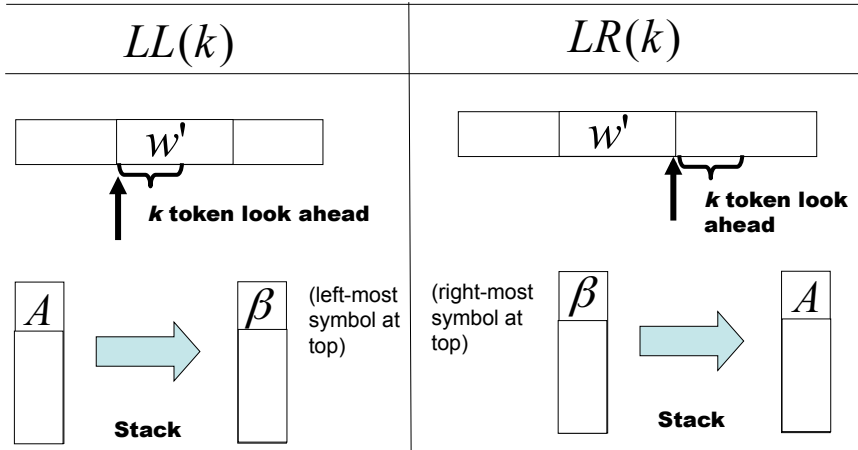 LL(k)
w'
k token look ahead
A
β
(left-most
symbol at
top)
Stack
LR(k)
w'
k token look
ahead
(right-most
symbol at
top)
β
A
Stack